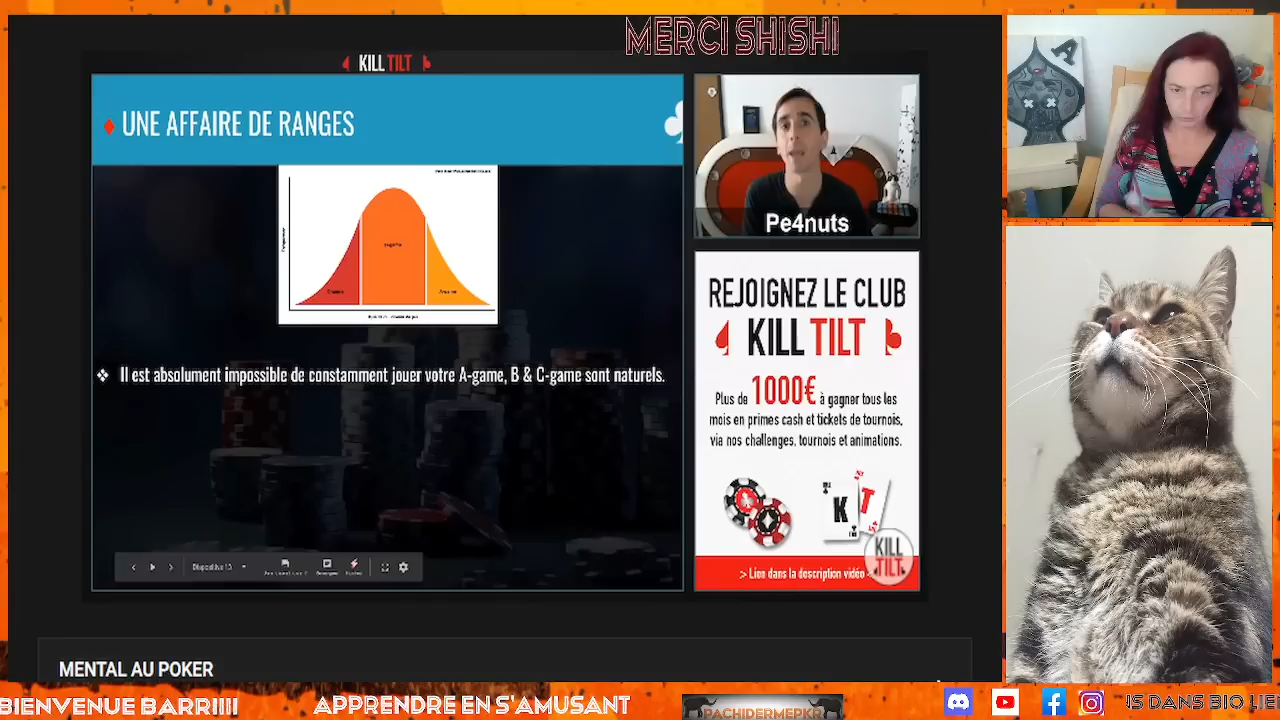 MERCI SHISHI
KILL TILT
UNE AFFAIRE DE RANGES
❖ Il est absolument impossible de constamment jouer votre A-game, B & C-game sont naturels.
Pe4nuts
REJOIGNEZ LE CLUB
KILL TILT
Plus de 1000€ à gagner tous les
mois en primes cash et tickets de tournois,
via nos challenges, tournois et animations.
K T
KILL
TILT
> Lien dans la description vidéo <
A
MENTAL AU POKER
BIENVENUE BARRI!!!!
APPRENDRE EN S'AMUSANT
PACHIDERMEPKR
IS DANS BIO LIE